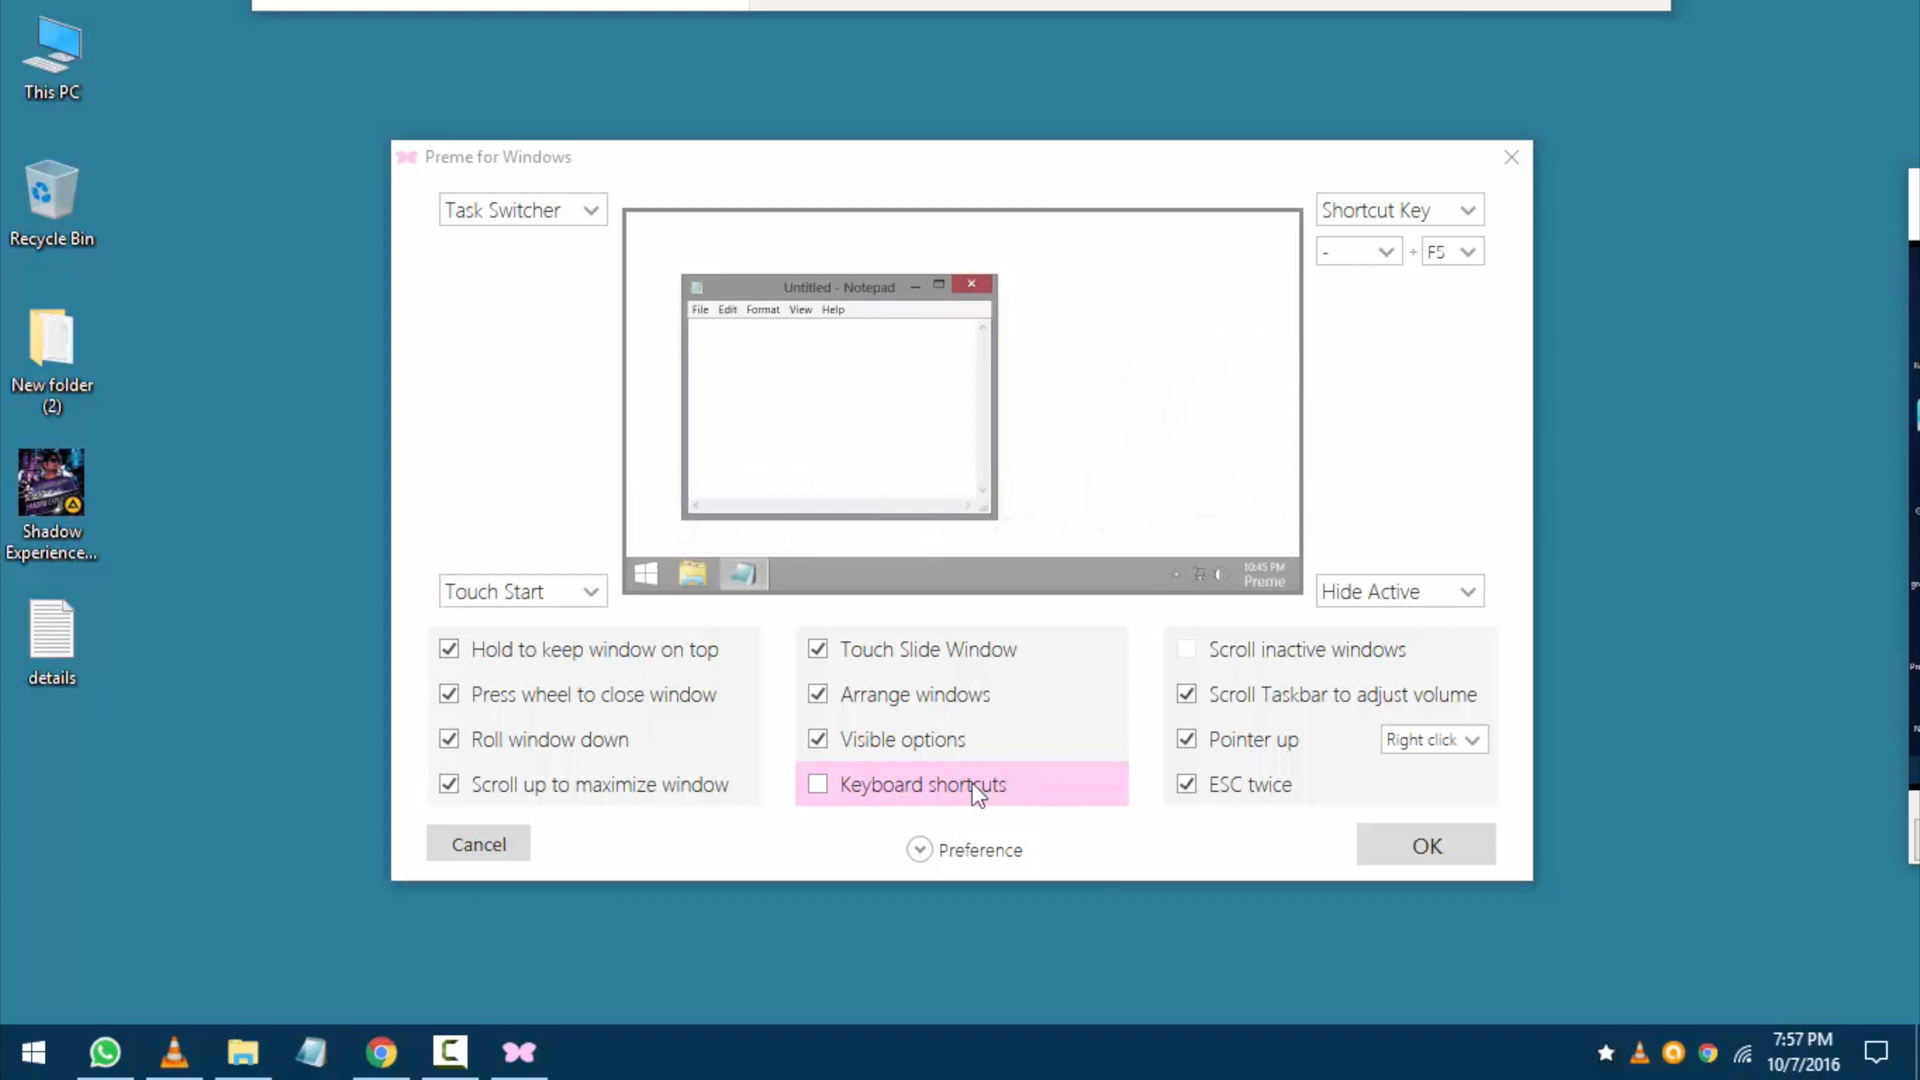 This PC
Recycle Bin
New folder
(2)
Shadow
Experience...
details
Preme for Windows
Task Switcher
Shortcut Key
-
+
F5
Untitled - Notepad
File Edit Format View Help
10:45 PM
Preme
Touch Start
Hide Active
Hold to keep window on top
Press wheel to close window
Roll window down
Scroll up to maximize window
Touch Slide Window
Arrange windows
Visible options
Keyboard shortcuts
Scroll inactive windows
Scroll Taskbar to adjust volume
Pointer up
Right click
ESC twice
Cancel
Preference
OK
7:57 PM
10/7/2016